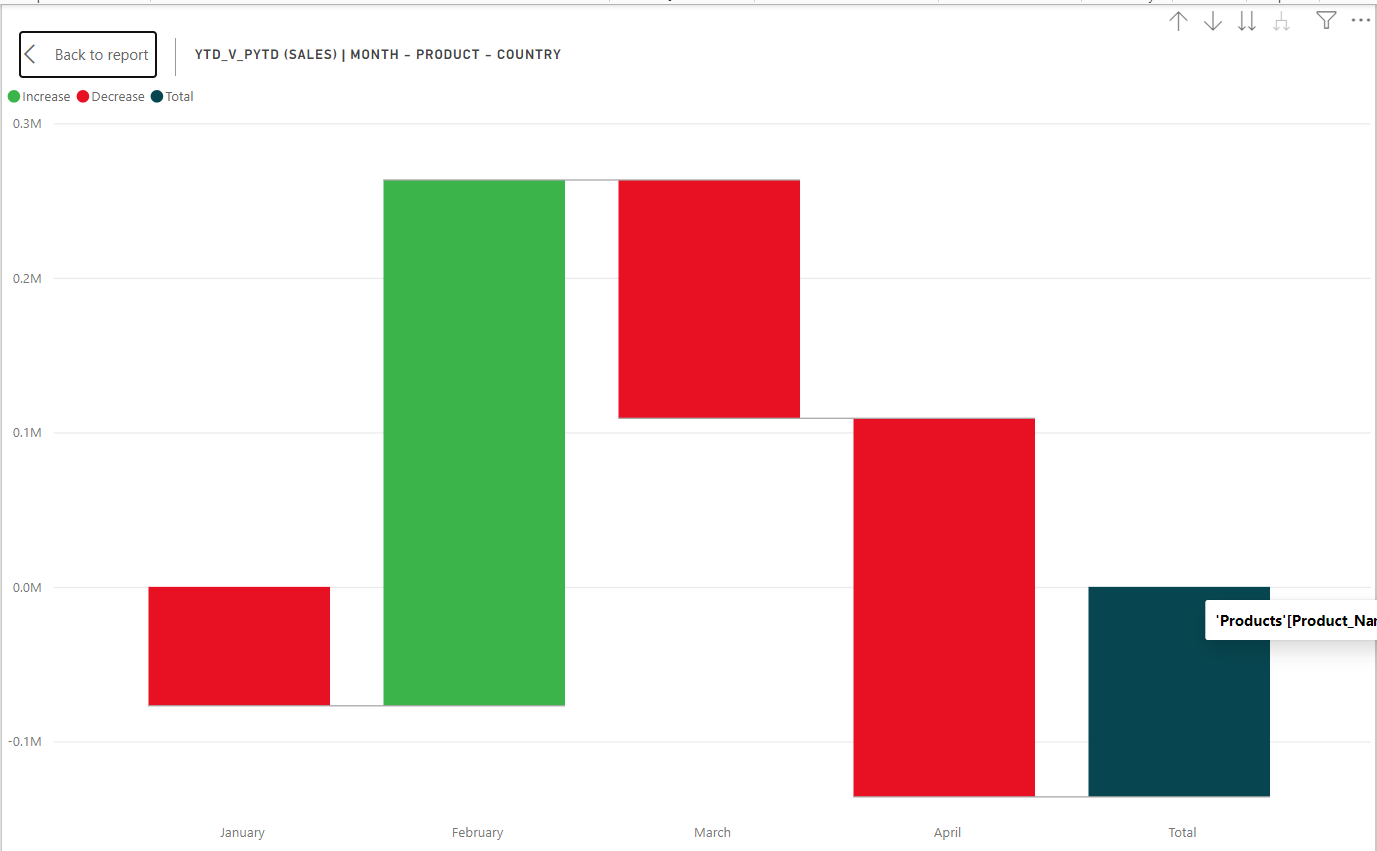 Back to report
YTD_V_PYTD (SALES) | MONTH – PRODUCT – COUNTRY
Increase Decrease Total
0.3M
0.2M
0.1M
0.0M
'Products'[Product_Nar
-0.1M
January February March April Total